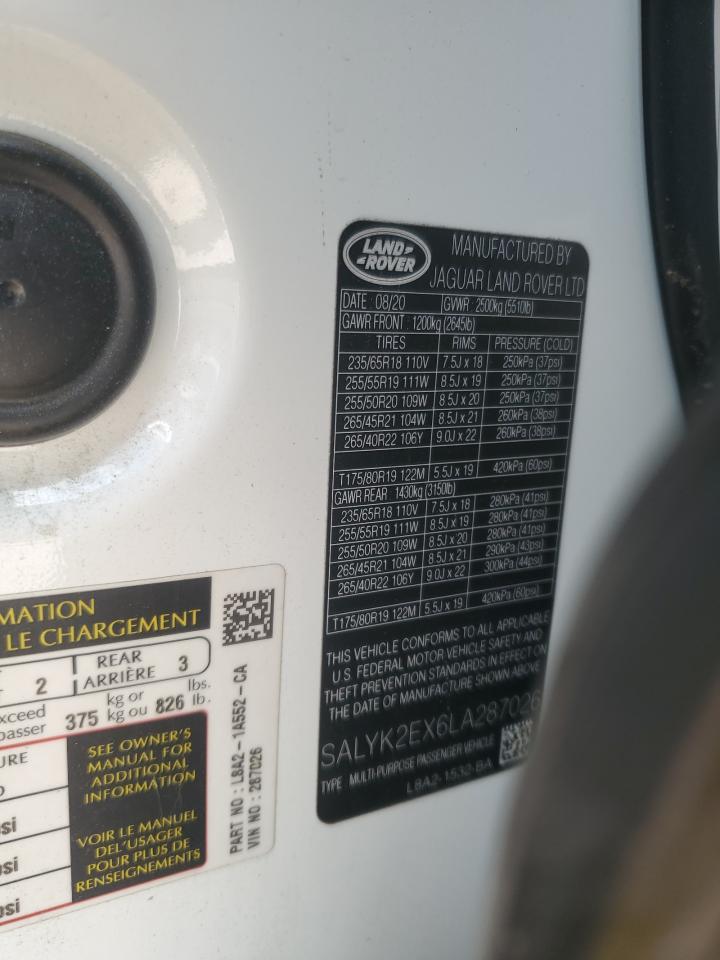 LAND ROVER
MANUFACTURED BY
JAGUAR LAND ROVER LTD
DATE : 08/20 GVWR : 2500kg (5510lb)
GAWR FRONT : 1200kg (2645lb)
TIRES RIMS PRESSURE (COLD)
235/65R18 110V 7.5J x 18 250kPa (37psi)
255/55R19 111W 8.5J x 19 250kPa (37psi)
255/50R20 109W 8.5J x 20 250kPa (37psi)
265/45R21 104W 8.5J x 21 260kPa (38psi)
265/40R22 106Y 9.0J x 22 260kPa (38psi)
T175/80R19 122M 5.5J x 19 420kPa (60psi)
GAWR REAR : 1430kg (3150lb)
235/65R18 110V 7.5J x 18 280kPa (41psi)
255/55R19 111W 8.5J x 19 280kPa (41psi)
255/50R20 109W 8.5J x 20 280kPa (41psi)
265/45R21 104W 8.5J x 21 290kPa (43psi)
265/40R22 106Y 9.0J x 22 300kPa (44psi)
T175/80R19 122M 5.5J x 19 420kPa (60psi)
THIS VEHICLE CONFORMS TO ALL APPLICABLE
U S FEDERAL MOTOR VEHICLE SAFETY AND
THEFT PREVENTION STANDARDS IN EFFECT ON
THE DATE OF MANUFACTURE SHOWN ABOVE.
SALYK2EX6LA287026
TYPE MULTI-PURPOSE PASSENGER VEHICLE
L8A2-1532-BA
MATION
LE CHARGEMENT
2 REAR ARRIÈRE 3
xceed
passer 375 kg or kg ou 826 lbs. lb.
URE
SEE OWNER'S
MANUAL FOR
ADDITIONAL
INFORMATION
VOIR LE MANUEL
DEL'USAGER
POUR PLUS DE
RENSEIGNEMENTS
si
si
psi
PART NO : L8A2-1A552-CA
VIN NO : 287026